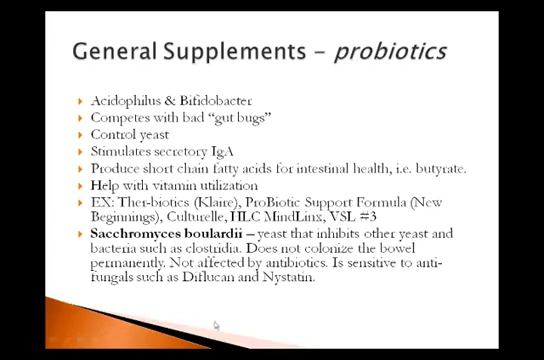 General Supplements – probiotics
Acidophilus & Bifidobacter
Competes with bad "gut bugs"
Control yeast
Stimulates secretory IgA
Produce short chain fatty acids for intestinal health, i.e. butyrate.
Help with vitamin utilization
EX: Ther-biotics (Klaire), ProBiotic Support Formula (New
Beginnings), Culturelle, HLC MindLinx, VSL #3
Sacchromyces boulardii – yeast that inhibits other yeast and
bacteria such as clostridia. Does not colonize the bowel
permanently. Not affected by antibiotics. Is sensitive to anti-
fungals such as Diflucan and Nystatin.